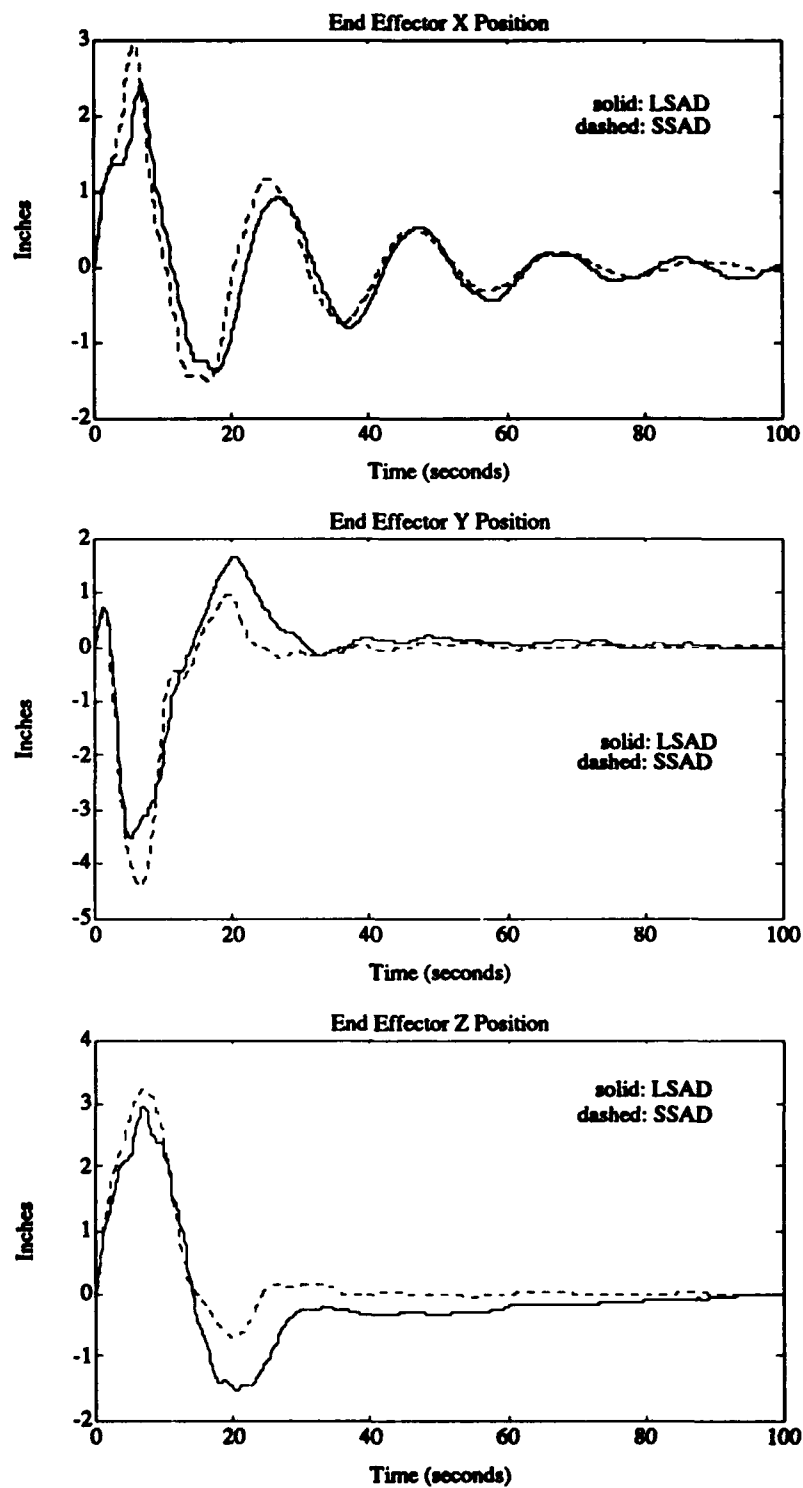 End Effector X Position
3
2
1
0
-1
-2
Inches
solid: LSAD
dashed: SSAD
0 20 40 60 80 100
Time (seconds)
End Effector Y Position
2
1
0
-1
-2
-3
-4
-5
Inches
solid: LSAD
dashed: SSAD
0 20 40 60 80 100
Time (seconds)
End Effector Z Position
4
3
2
1
0
-1
-2
Inches
solid: LSAD
dashed: SSAD
0 20 40 60 80 100
Time (seconds)